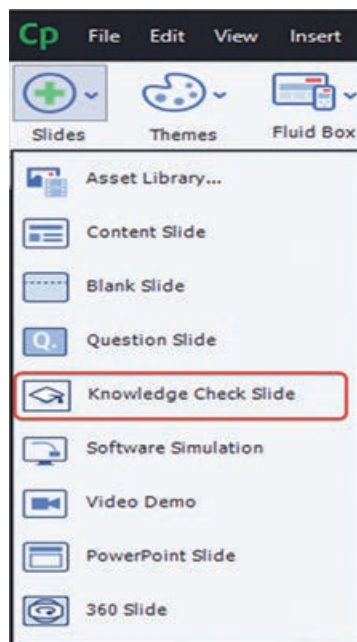 Cp File Edit View Insert
Slides Themes Fluid Box
Asset Library...
Content Slide
Blank Slide
Q. Question Slide
Knowledge Check Slide
Software Simulation
Video Demo
PowerPoint Slide
360 Slide